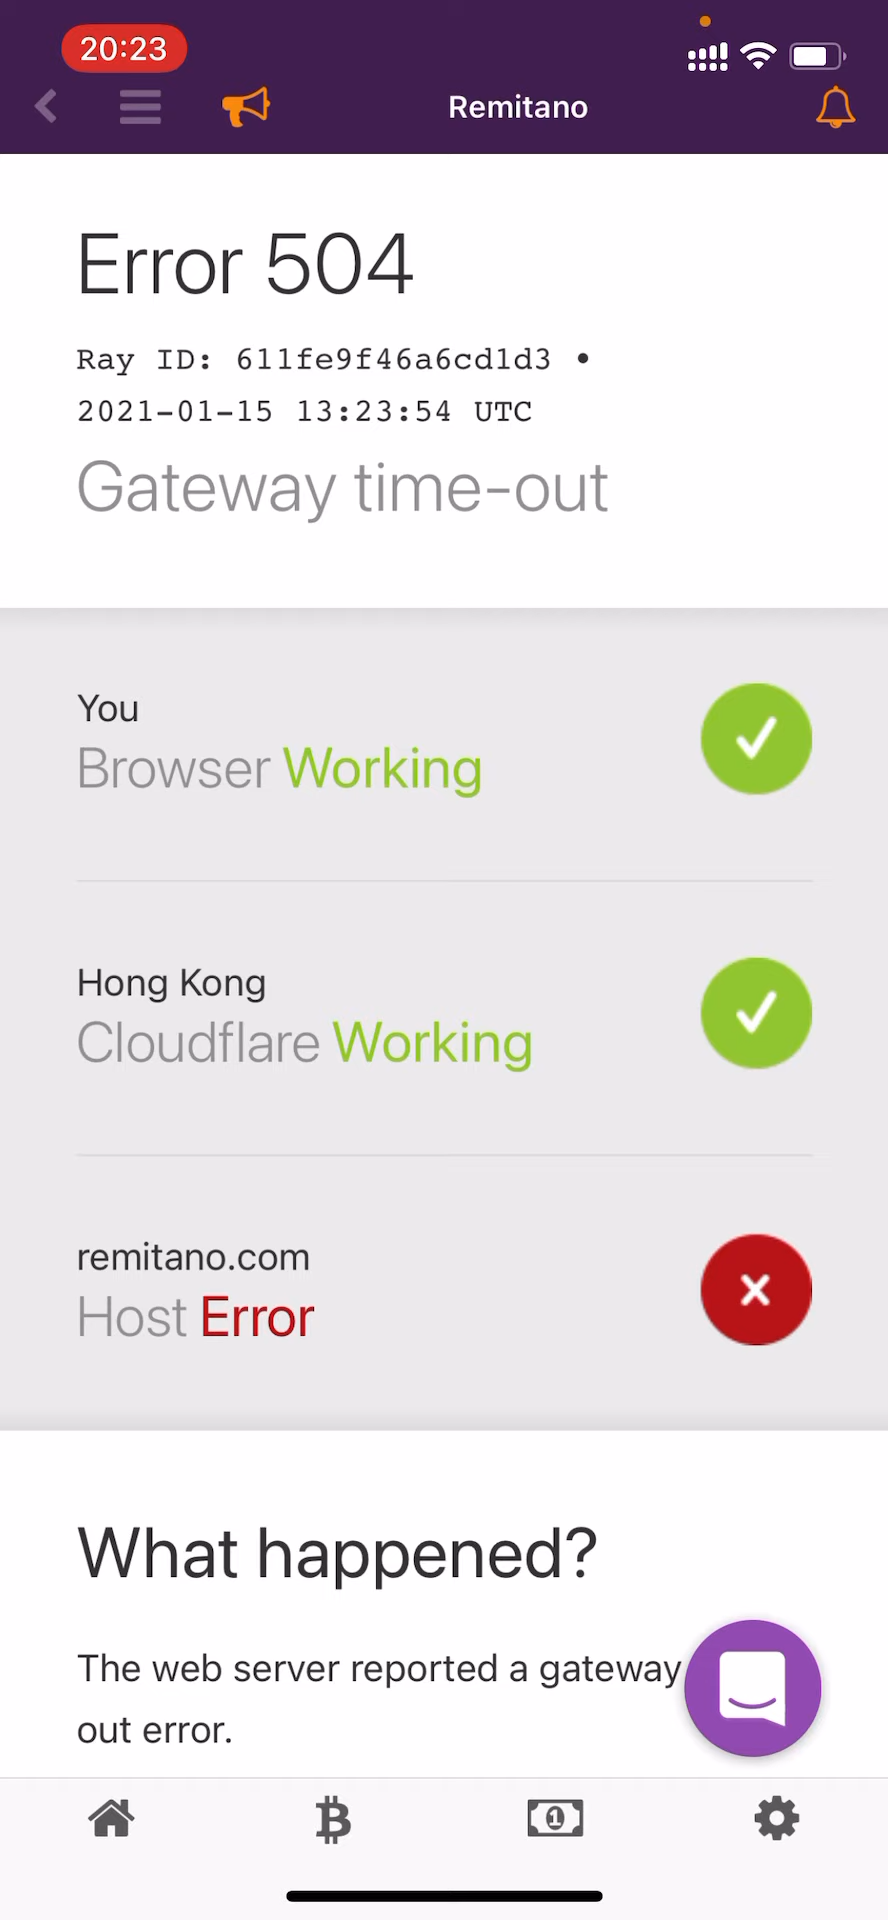 20:23
Remitano
Error 504
Ray ID: 611fe9f46a6cd1d3 •
2021-01-15 13:23:54 UTC
Gateway time-out
You
Browser Working
Hong Kong
Cloudflare Working
remitano.com
Host Error
What happened?
The web server reported a gateway
out error.